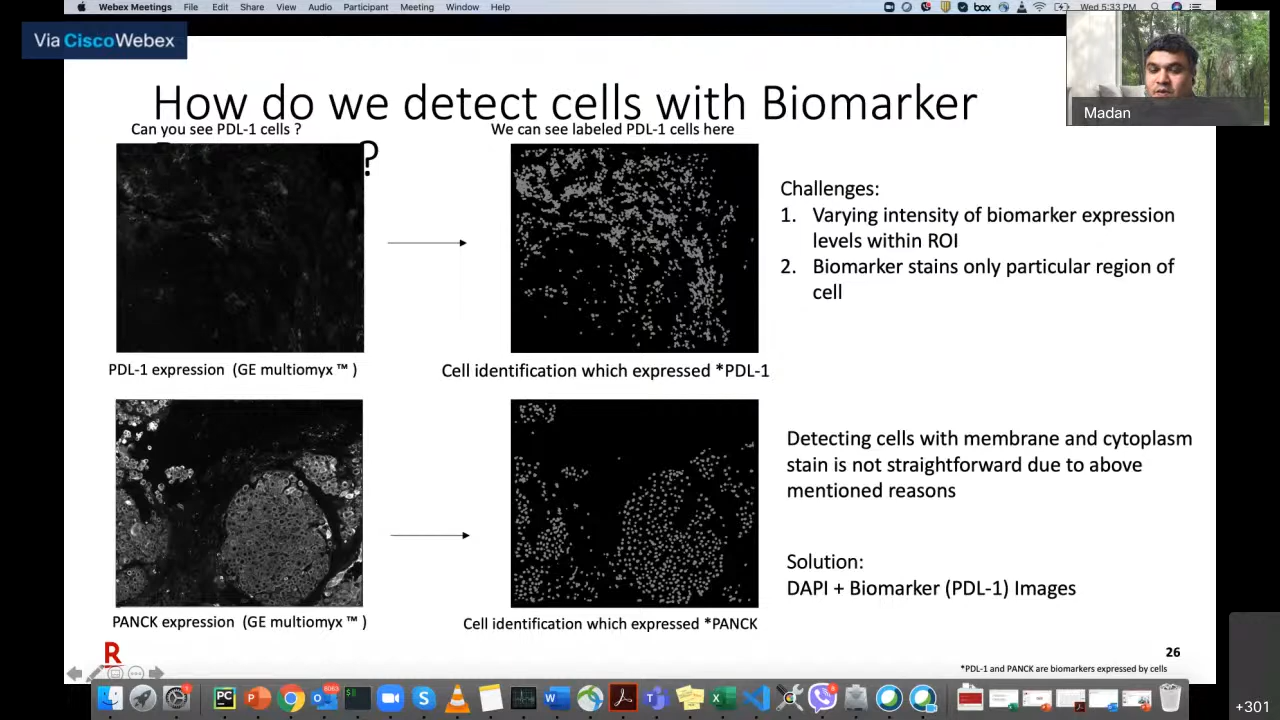 Webex Meetings File Edit Share View Audio Participant Meeting Window Help
box
Wed 5:33 PM
Via Cisco Webex
Madan
How do we detect cells with Biomarker
?
Can you see PDL-1 cells ?
We can see labeled PDL-1 cells here
PDL-1 expression (GE multiomyx ™ )
Cell identification which expressed *PDL-1
PANCK expression (GE multiomyx ™ )
Cell identification which expressed *PANCK
Challenges:
1. Varying intensity of biomarker expression
levels within ROI
2. Biomarker stains only particular region of
cell
Detecting cells with membrane and cytoplasm
stain is not straightforward due to above
mentioned reasons
Solution:
DAPI + Biomarker (PDL-1) Images
R
26
*PDL-1 and PANCK are biomarkers expressed by cells
+301